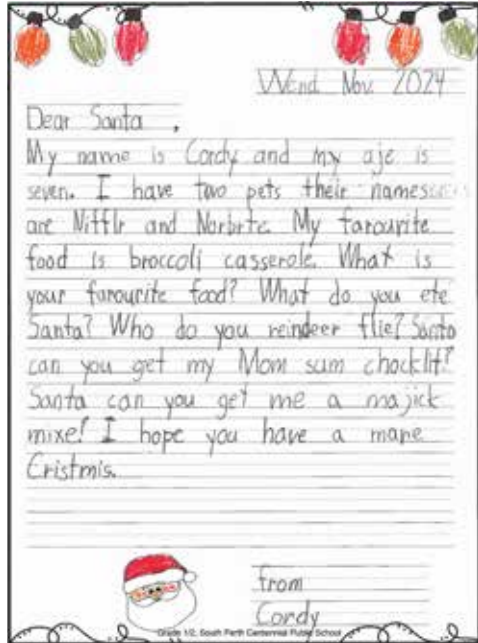 Wend. Nov. 2024
Dear Santa ,
My name is Cordy and my aje is
seven. I have two pets their names
are Nifflr and Norbrte. My farourite
food is broccoli casserole. What is
your farourite food? What do you ete
Santa? Who do you reindeer flie? Santa
can you get my Mom sum chocklit?
Santa can you get me a majick
mixe! I hope you have a mare
Cristmis.
from
Cordy
Grade 1/2, South Perth Centennial Public School